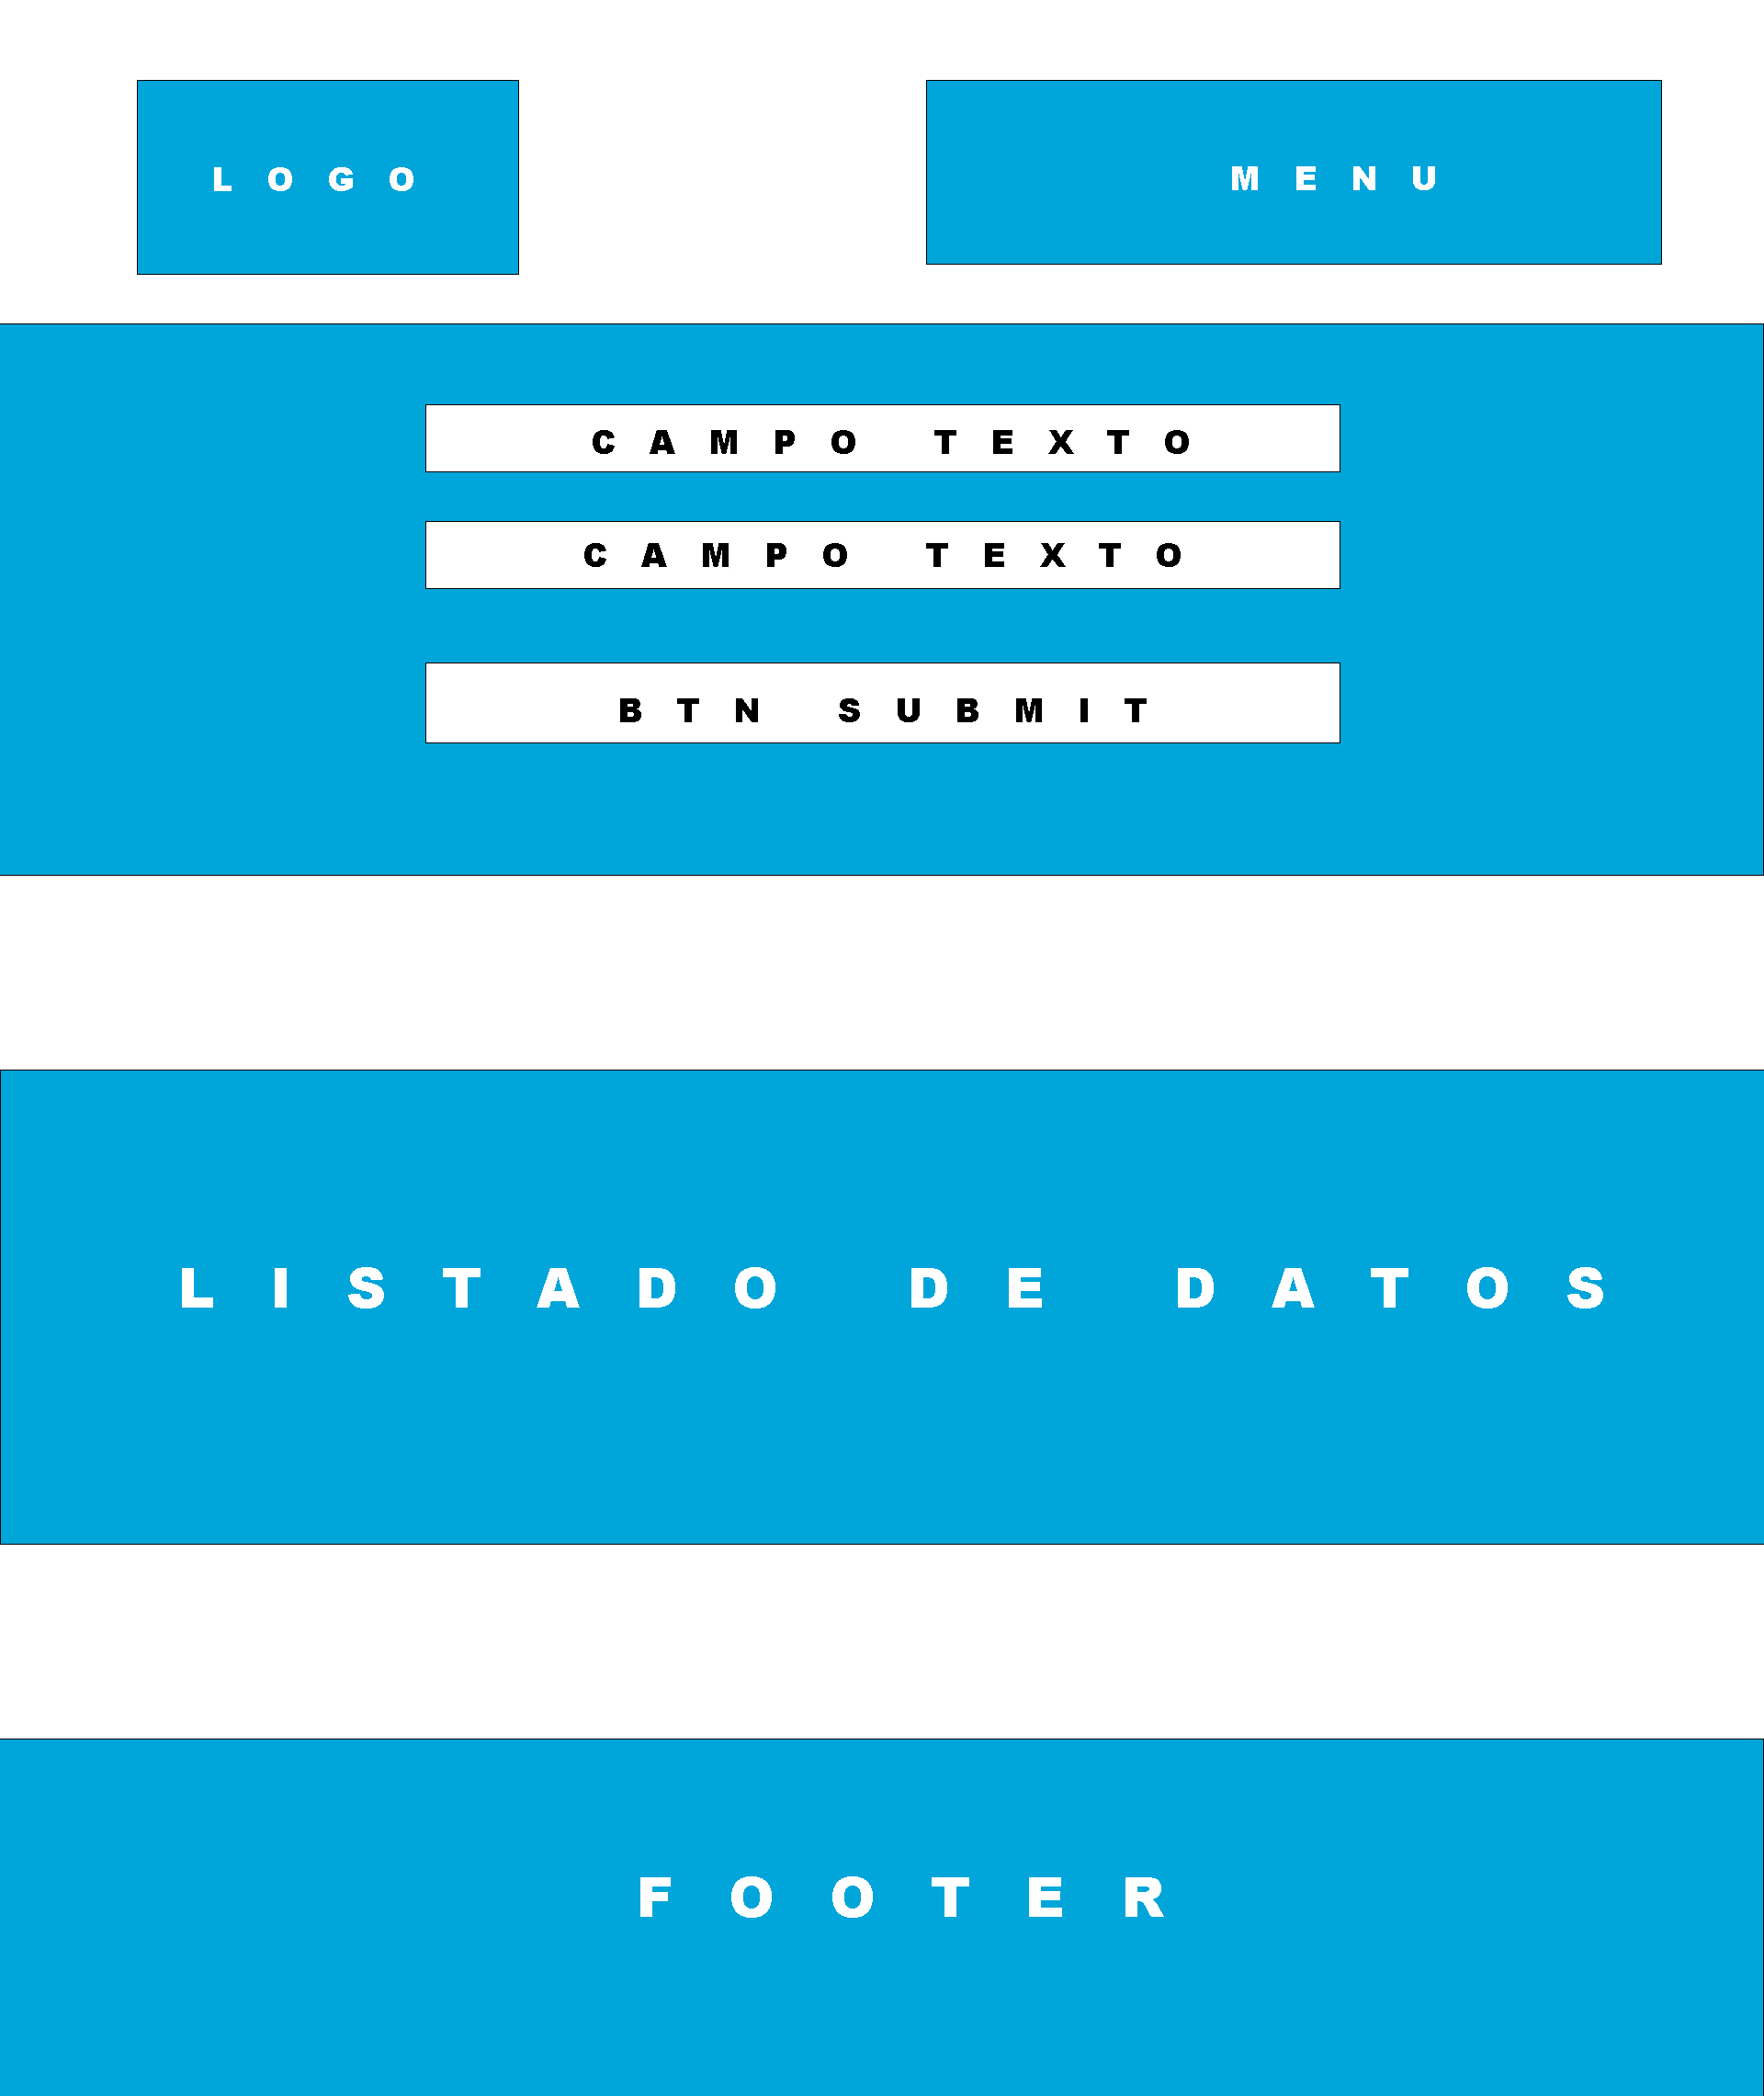 LOGO
MENU
CAMPO TEXTO
CAMPO TEXTO
BTN SUBMIT
LISTADO DE DATOS
FOOTER